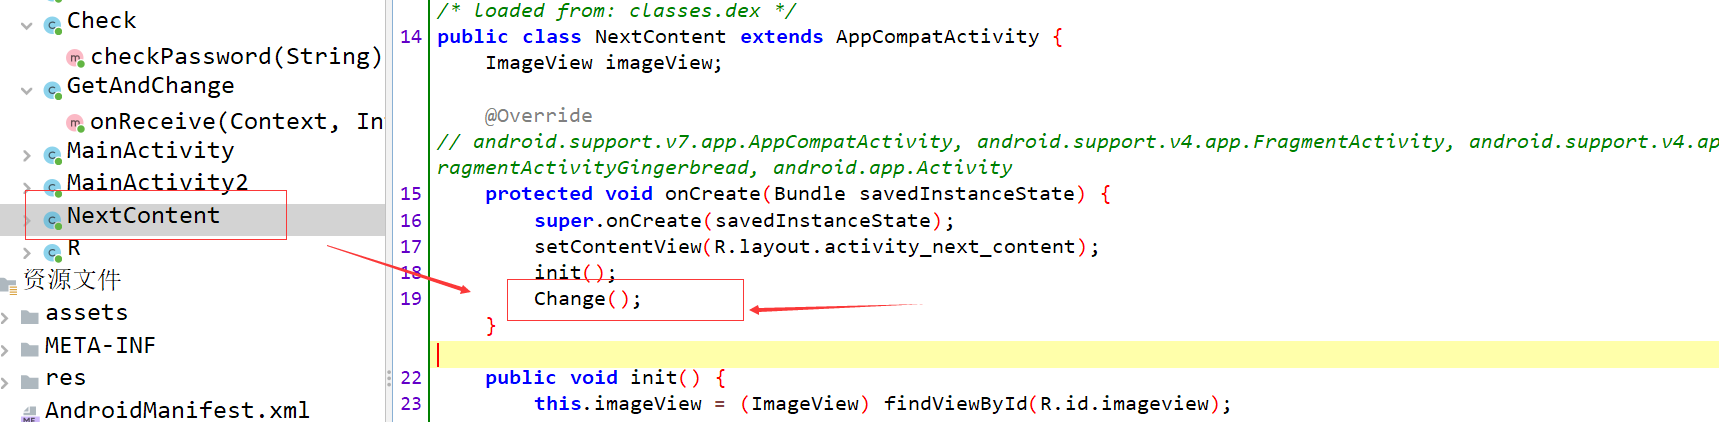 Check
checkPassword(String)
GetAndChange
onReceive(Context, In
MainActivity
MainActivity2
NextContent
R
资源文件
assets
META-INF
res
AndroidManifest.xml
/* loaded from: classes.dex */
14 public class NextContent extends AppCompatActivity {
ImageView imageView;
@Override
// android.support.v7.app.AppCompatActivity, android.support.v4.app.FragmentActivity, android.support.v4.ap
ragmentActivityGingerbread, android.app.Activity
15 protected void onCreate(Bundle savedInstanceState) {
16 super.onCreate(savedInstanceState);
17 setContentView(R.layout.activity_next_content);
18 init();
19 Change();
}
22 public void init() {
23 this.imageView = (ImageView) findViewById(R.id.imageview);